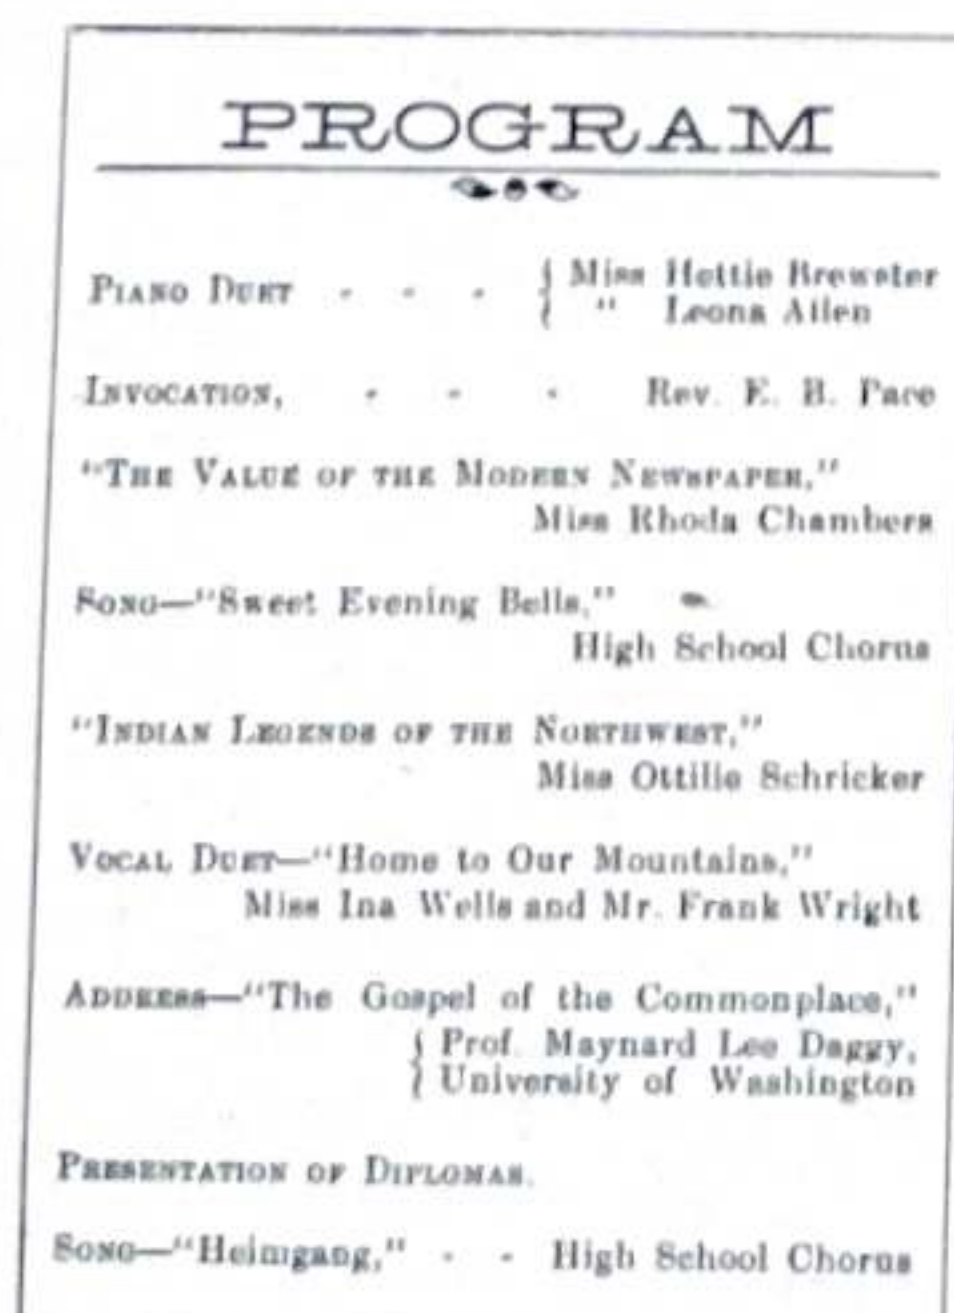 PROGRAM
PIANO DUET - - - { Miss Hettie Brewster
" Leona Allen
INVOCATION, - - - Rev. E. B. Pace
"THE VALUE OF THE MODERN NEWSPAPER,"
Miss Rhoda Chambers
SONG—"Sweet Evening Bells," -
High School Chorus
"INDIAN LEGENDS OF THE NORTHWEST,"
Miss Ottilie Schricker
VOCAL DUET—"Home to Our Mountains,"
Miss Ina Wells and Mr. Frank Wright
ADDRESS—"The Gospel of the Commonplace,"
{ Prof. Maynard Lee Daggy,
University of Washington
PRESENTATION OF DIPLOMAS.
SONG—"Heimgang," - - High School Chorus